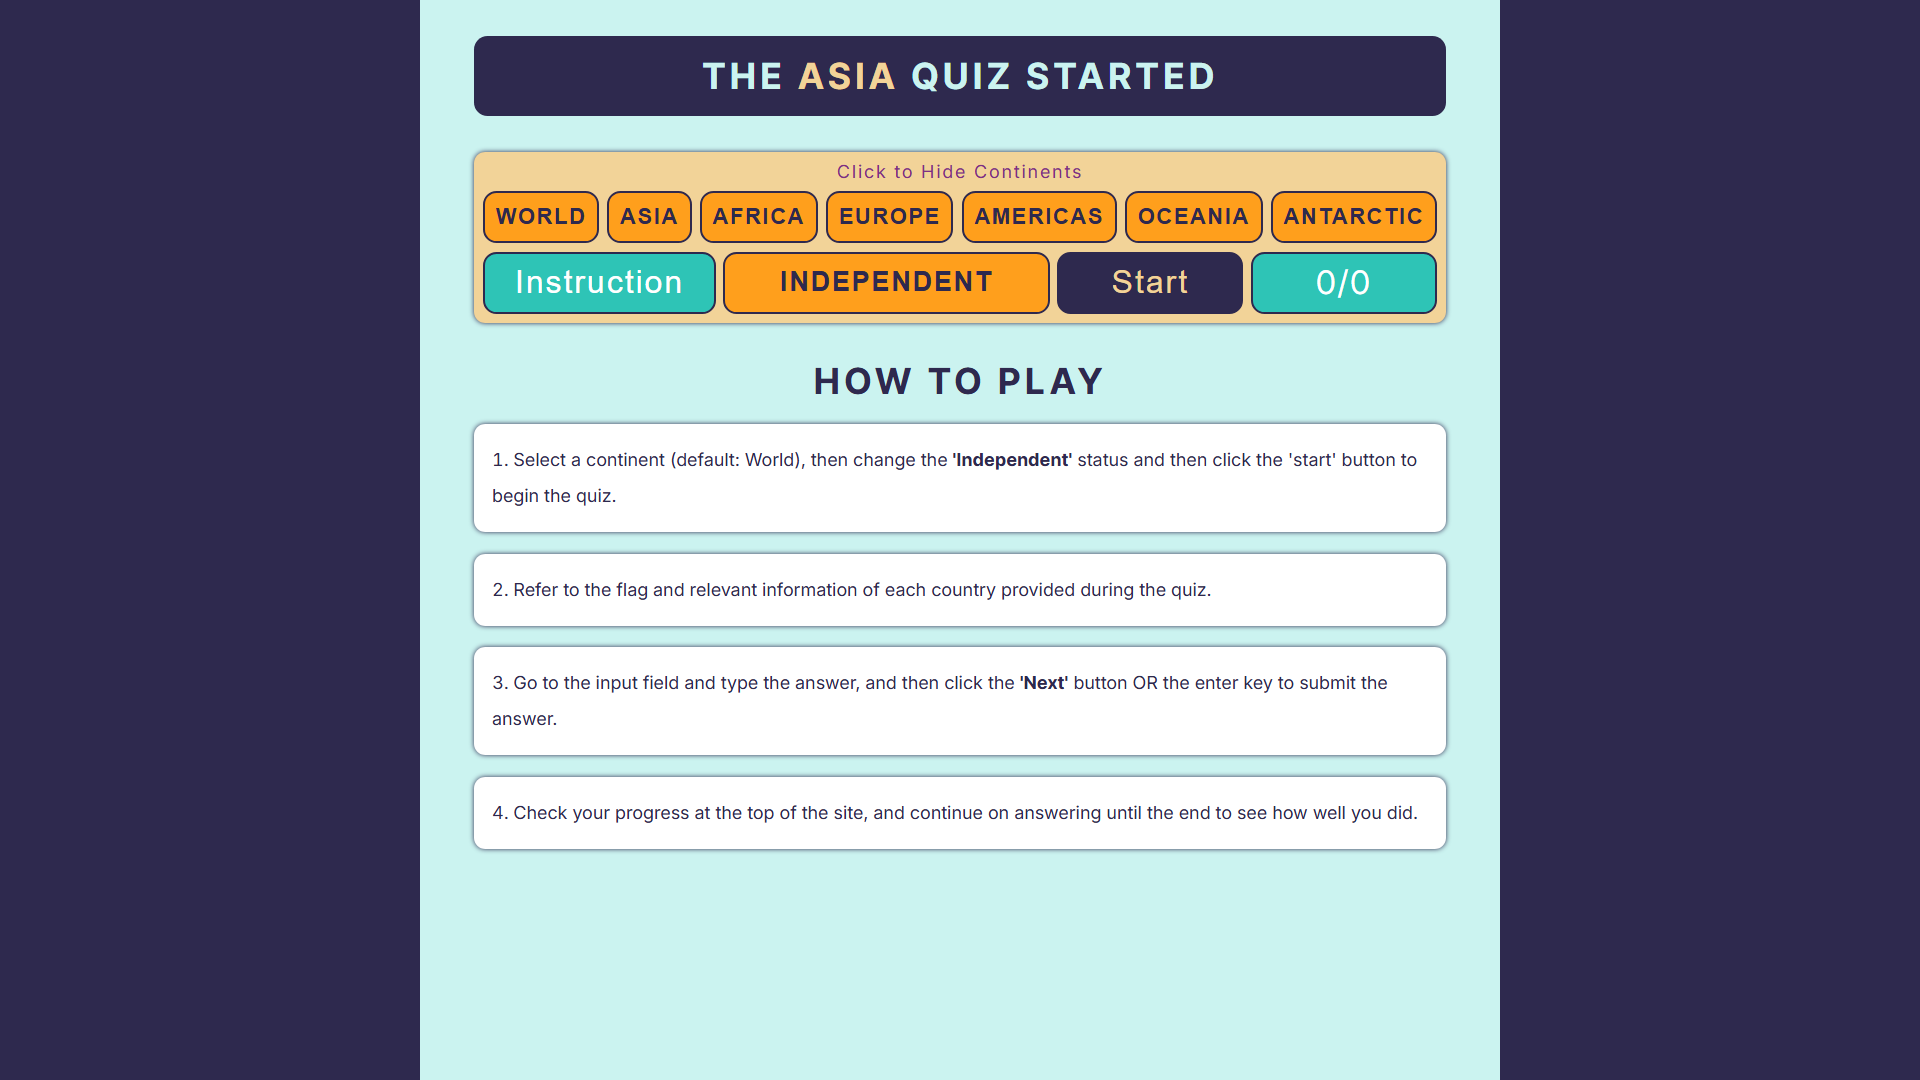 THE ASIA QUIZ STARTED
Click to Hide Continents
WORLD ASIA AFRICA EUROPE AMERICAS OCEANIA ANTARCTIC
Instruction INDEPENDENT Start 0/0
HOW TO PLAY
1. Select a continent (default: World), then change the 'Independent' status and then click the 'start' button to
begin the quiz.
2. Refer to the flag and relevant information of each country provided during the quiz.
3. Go to the input field and type the answer, and then click the 'Next' button OR the enter key to submit the
answer.
4. Check your progress at the top of the site, and continue on answering until the end to see how well you did.